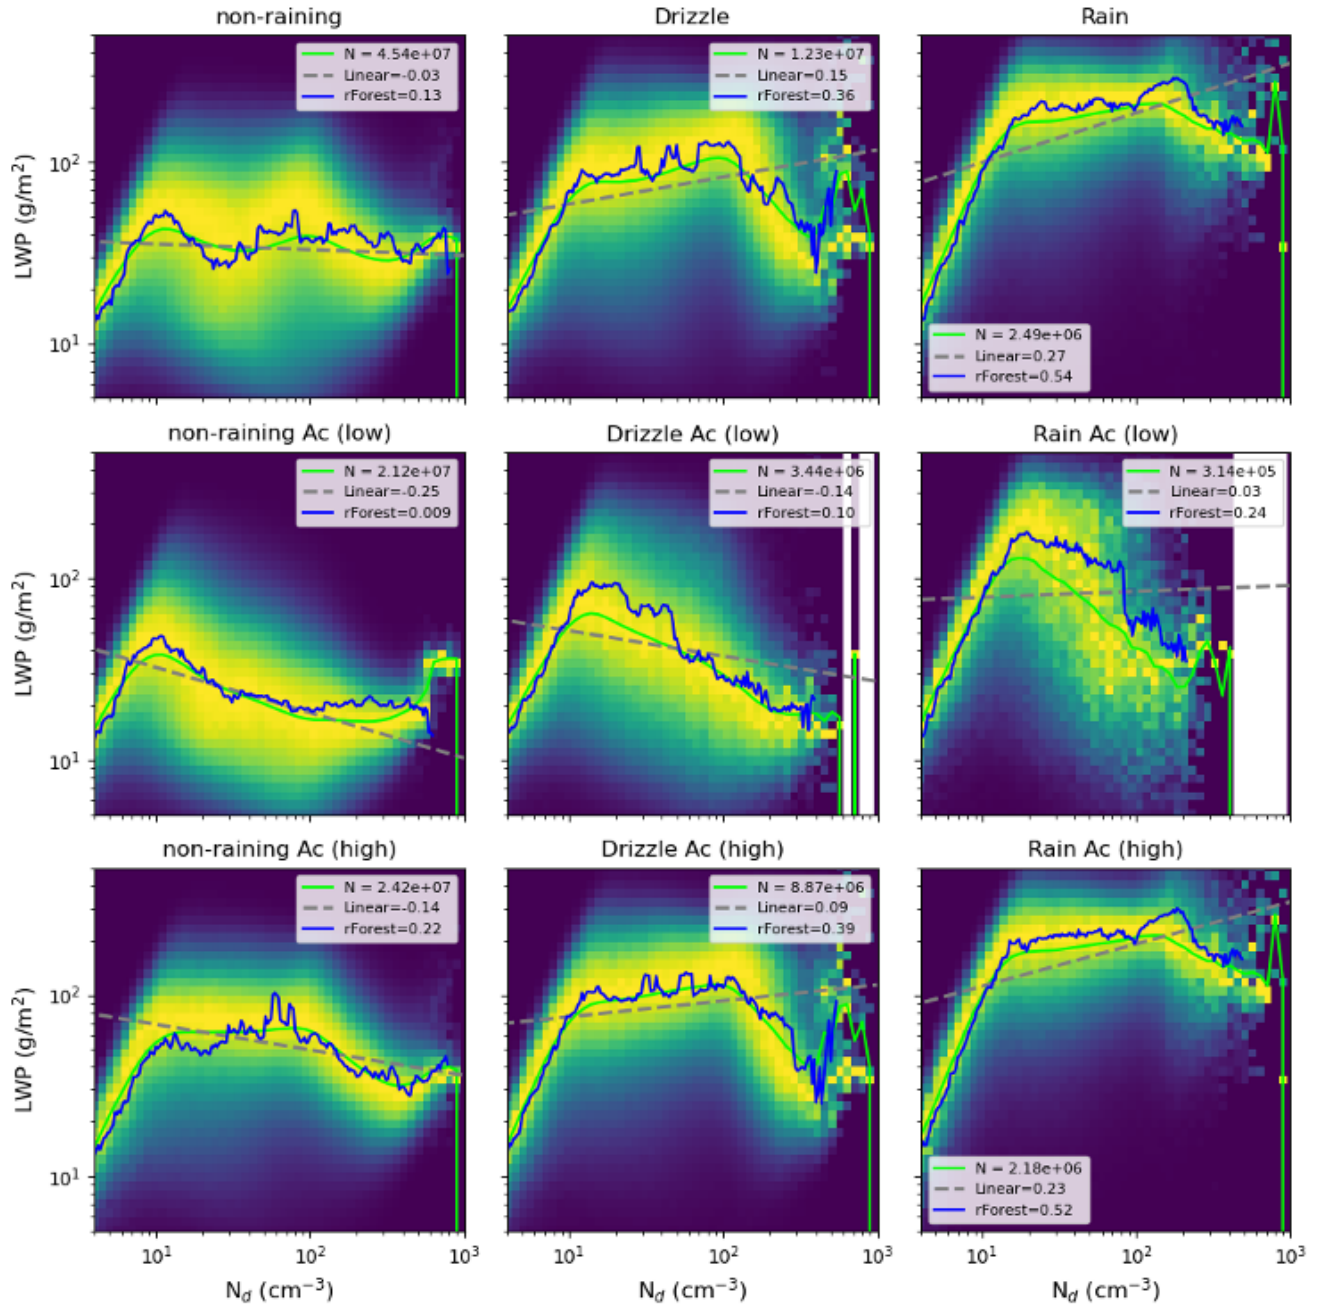 non-raining
Drizzle
Rain
N = 4.54e+07
Linear=-0.03
rForest=0.13
N = 1.23e+07
Linear=0.15
rForest=0.36
N = 2.49e+06
Linear=0.27
rForest=0.54
LWP (g/m²)
10²
10¹
non-raining Ac (low)
Drizzle Ac (low)
Rain Ac (low)
N = 2.12e+07
Linear=-0.25
rForest=0.009
N = 3.44e+06
Linear=-0.14
rForest=0.10
N = 3.14e+05
Linear=0.03
rForest=0.24
LWP (g/m²)
10²
10¹
non-raining Ac (high)
Drizzle Ac (high)
Rain Ac (high)
N = 2.42e+07
Linear=-0.14
rForest=0.22
N = 8.87e+06
Linear=0.09
rForest=0.39
N = 2.18e+06
Linear=0.23
rForest=0.52
LWP (g/m²)
10²
10¹
10¹ 10² 10³
10¹ 10² 10³
10¹ 10² 10³
N_d (cm⁻³)
N_d (cm⁻³)
N_d (cm⁻³)